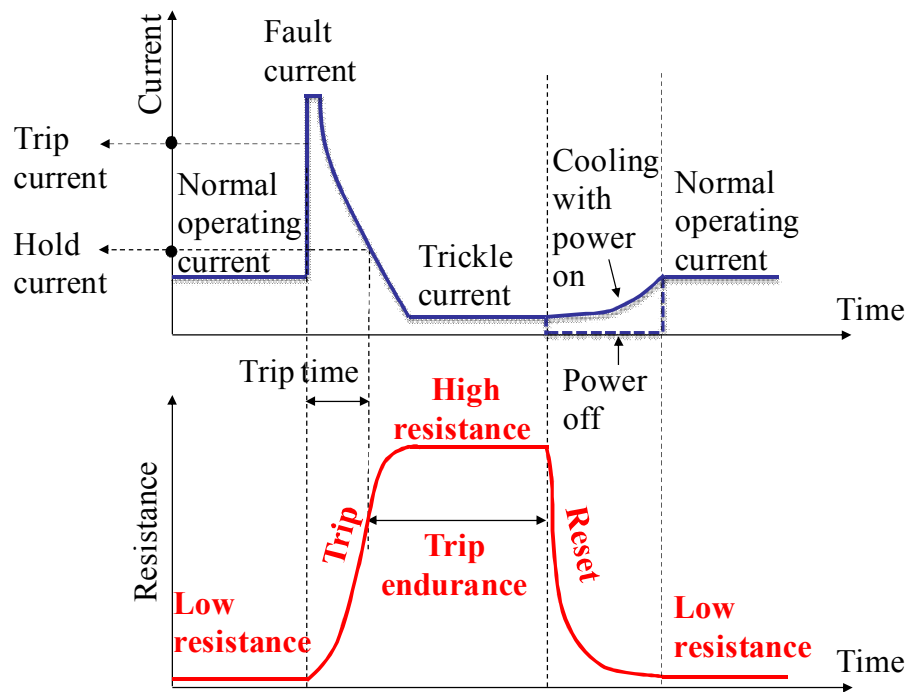 Current
Fault
current
Trip
current
Normal
operating
current
Hold
current
Trickle
current
Cooling
with
power
on
Normal
operating
current
Time
Trip time
Power
off
Resistance
High
resistance
Trip
Trip
endurance
Reset
Low
resistance
Low
resistance
Time